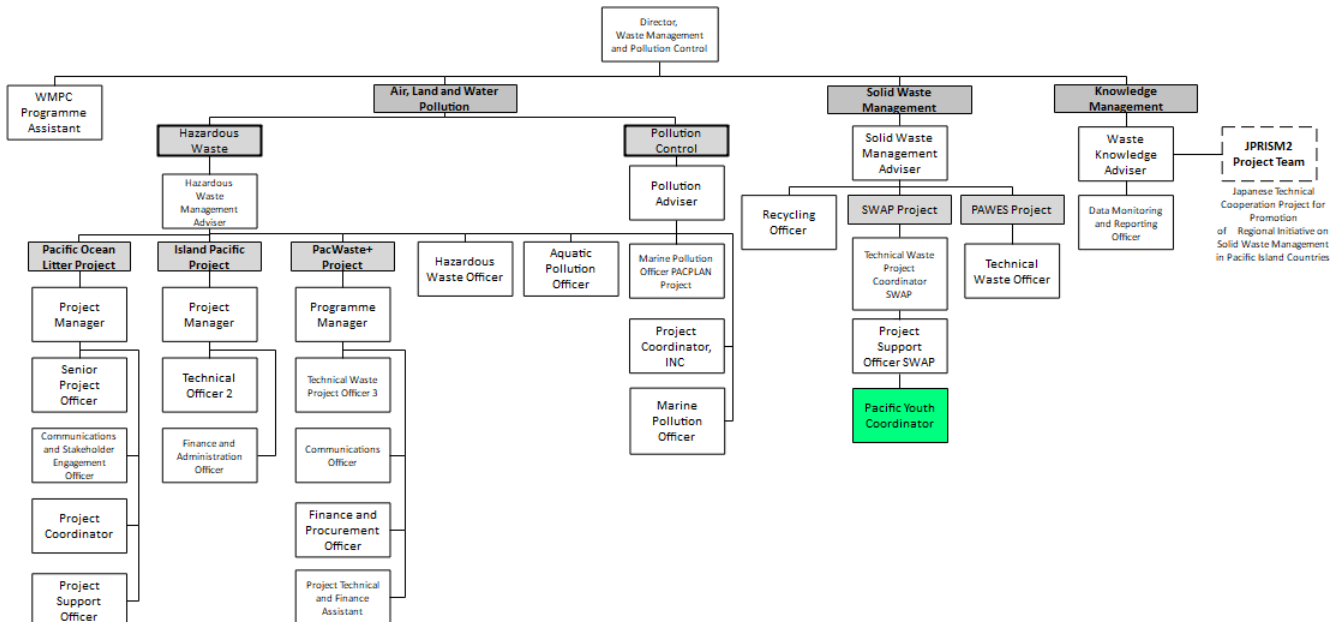 Director,
Waste Management
and Pollution Control
WMPC
Programme
Assistant
Air, Land and Water
Pollution
Solid Waste
Management
Knowledge
Management
Hazardous
Waste
Pollution
Control
Solid Waste
Management
Adviser
Waste
Knowledge
Adviser
JPRISM2
Project Team
Japanese Technical
Cooperation Project for
Promotion
of Regional Initiative on
Solid Waste Management
in Pacific Island Countries
Hazardous
Waste
Management
Adviser
Pollution
Adviser
Recycling
Officer
SWAP Project
PAWES Project
Data Monitoring
and Reporting
Officer
Pacific Ocean
Litter Project
Island Pacific
Project
PacWaste+
Project
Hazardous
Waste Officer
Aquatic
Pollution
Officer
Marine Pollution
Officer PACPLAN
Project
Technical Waste
Project
Coordinator
SWAP
Technical
Waste Officer
Project
Manager
Project
Manager
Programme
Manager
Project
Coordinator,
INC
Project
Support
Officer SWAP
Senior
Project
Officer
Technical
Officer 2
Technical Waste
Project Officer 3
Marine
Pollution
Officer
Pacific Youth
Coordinator
Communications
and Stakeholder
Engagement
Officer
Finance and
Administration
Officer
Communications
Officer
Project
Coordinator
Finance and
Procurement
Officer
Project
Support
Officer
Project Technical
and Finance
Assistant